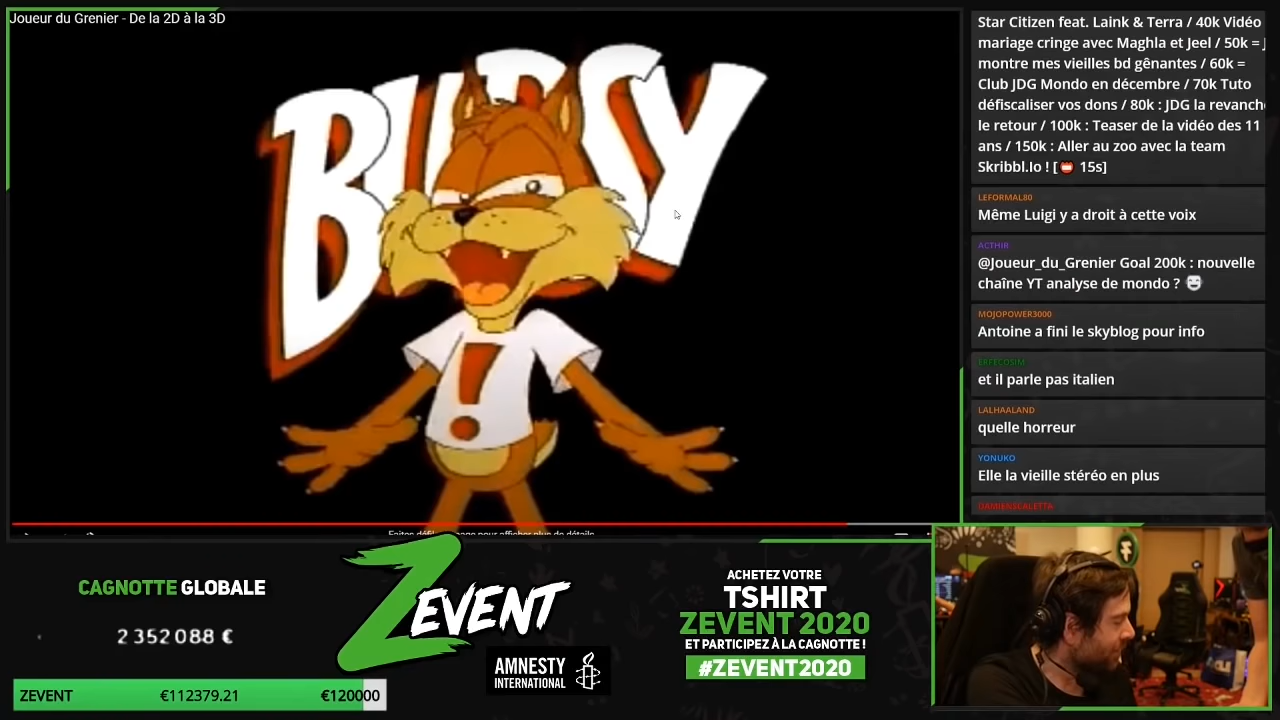 Joueur du Grenier - De la 2D à la 3D
BUBSY
!
Star Citizen feat. Laink & Terra / 40k Vidéo
mariage cringe avec Maghla et Jeel / 50k = J
montre mes vieilles bd gênantes / 60k =
Club JDG Mondo en décembre / 70k Tuto
défiscaliser vos dons / 80k : JDG la revanche
le retour / 100k : Teaser de la vidéo des 11
ans / 150k : Aller au zoo avec la team
Skribbl.Io ! [ 15s]
LEFORMAL80
Même Luigi y a droit à cette voix
ACTHIR
@Joueur_du_Grenier Goal 200k : nouvelle
chaîne YT analyse de mondo ?
MOJOPOWER3000
Antoine a fini le skyblog pour info
et il parle pas italien
LALHAALAND
quelle horreur
YONUKO
Elle la vieille stéréo en plus
DAMIENSCALETTA
CAGNOTTE GLOBALE
2 352 088 €
ZEVENT €112379.21 €120000
ZEVENT
AMNESTY
INTERNATIONAL
ACHETEZ VOTRE
TSHIRT
ZEVENT 2020
ET PARTICIPEZ À LA CAGNOTTE !
#ZEVENT2020